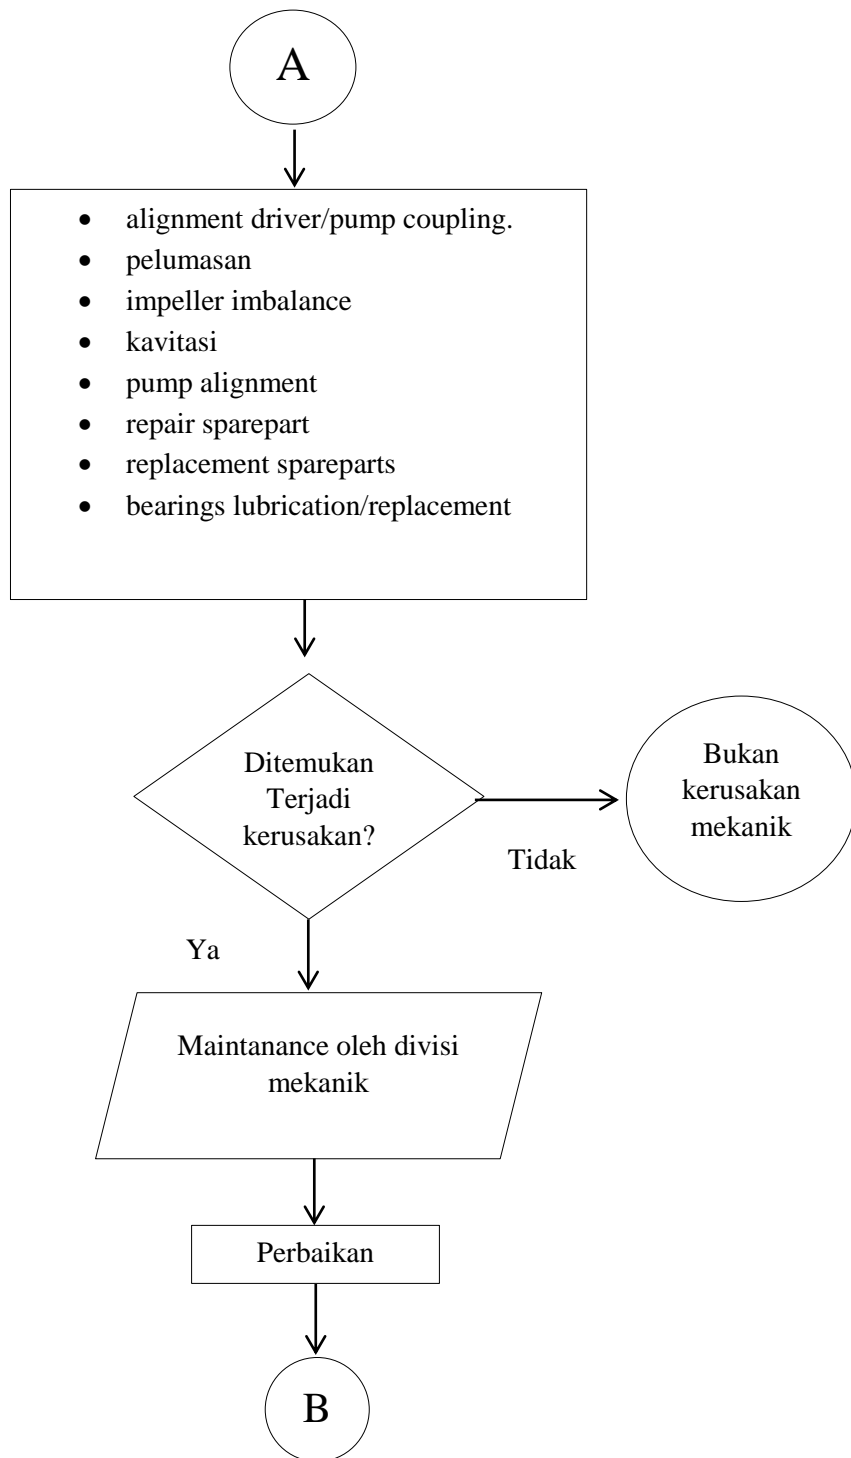 A
• alignment driver/pump coupling.
• pelumasan
• impeller imbalance
• kavitasi
• pump alignment
• repair sparepart
• replacement spareparts
• bearings lubrication/replacement
Ditemukan
Terjadi
kerusakan?
Bukan
kerusakan
mekanik
Tidak
Ya
Maintanance oleh divisi
mekanik
Perbaikan
B